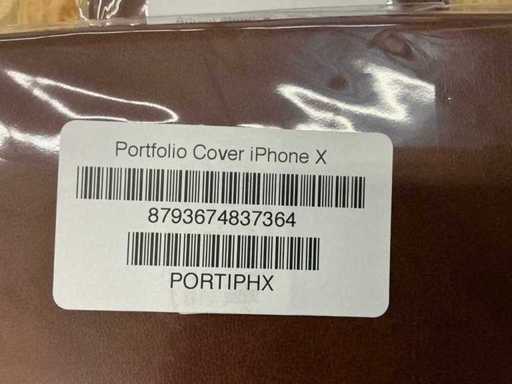 Portfolio Cover iPhone X
8793674837364
PORTIPHX